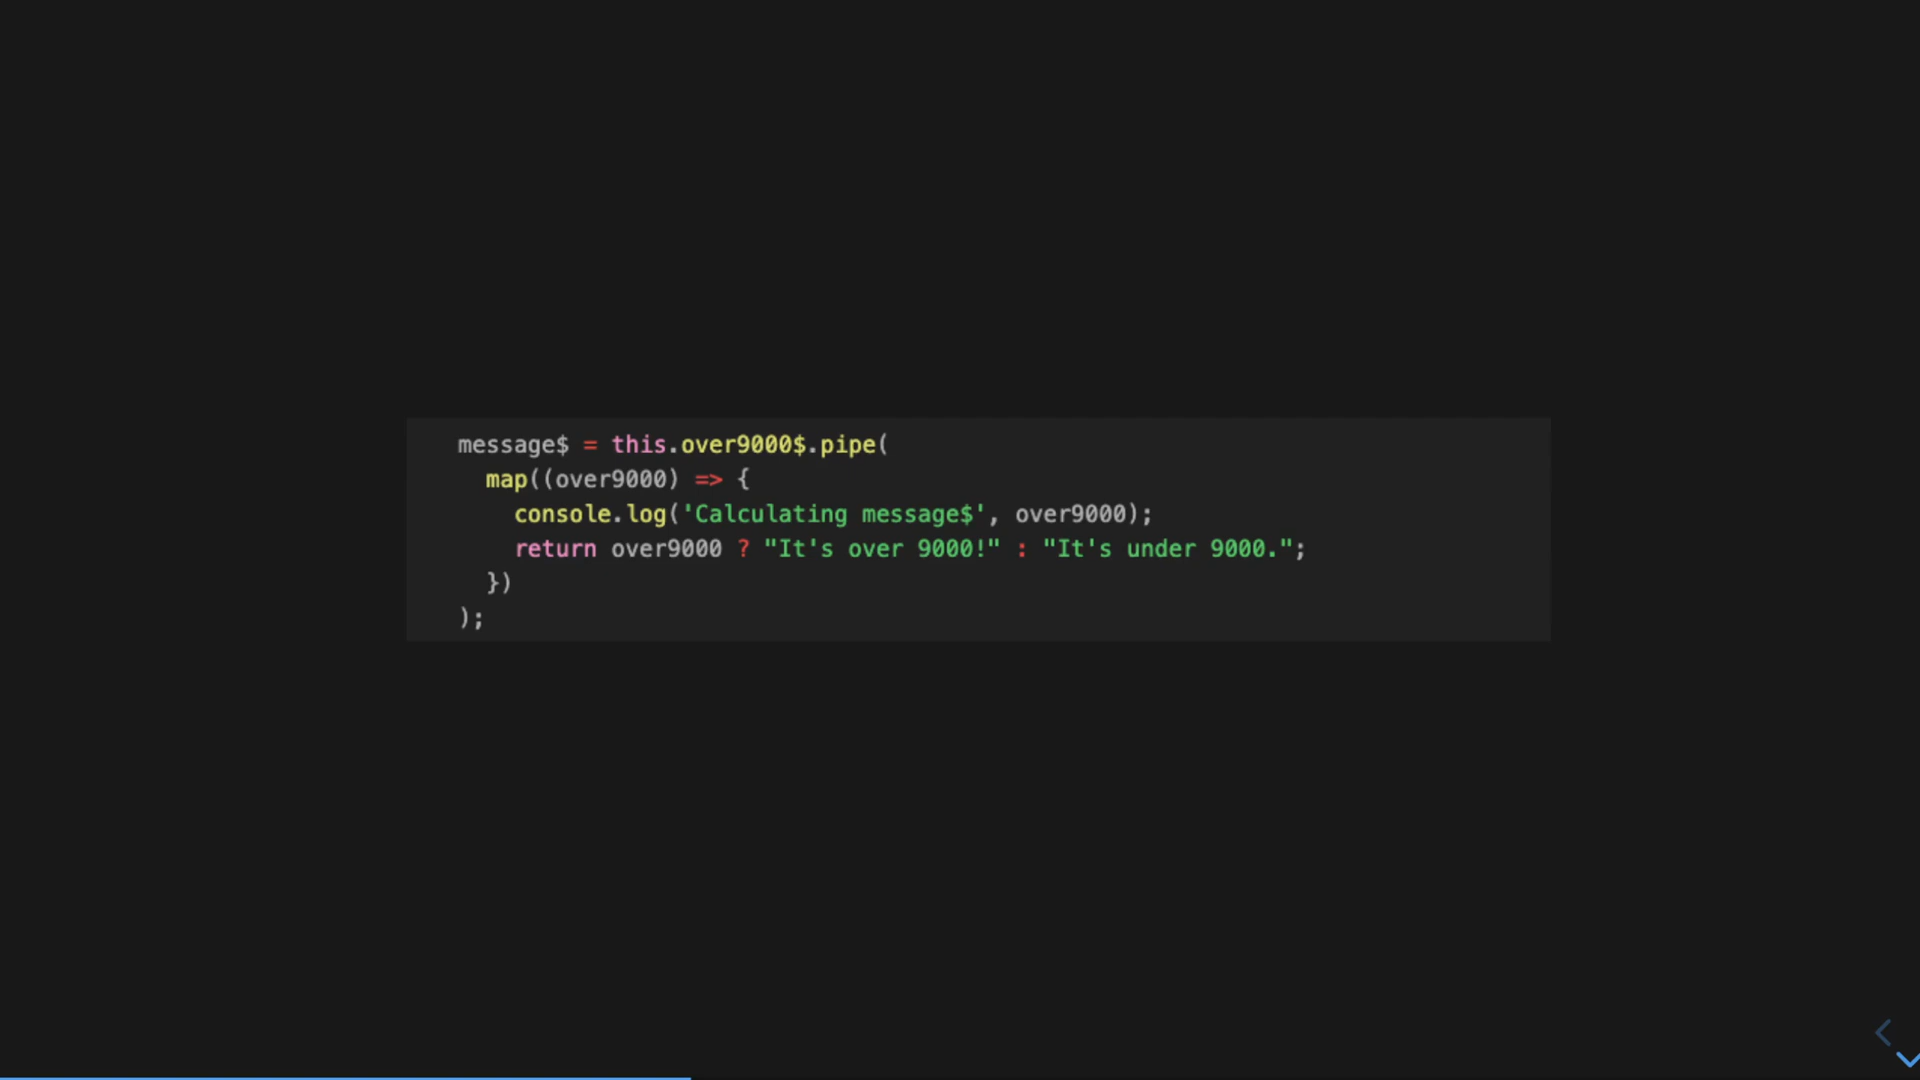 message$ = this.over9000$.pipe(
map((over9000) => {
console.log('Calculating message$', over9000);
return over9000 ? "It's over 9000!" : "It's under 9000.";
})
);